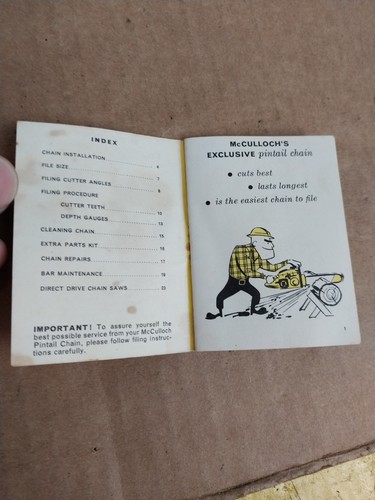 INDEX
CHAIN INSTALLATION
FILE SIZE 7
FILING CUTTER ANGLES
FILING PROCEDURE
CUTTER TEETH
DEPTH GAUGES
CLEANING CHAIN
EXTRA PARTS KIT
CHAIN REPAIRS 17
BAR MAINTENANCE
DIRECT DRIVE CHAIN SAWS
IMPORTANT! To assure yourself the
best possible service from your McCulloch
Pintail Chain, please follow filing instruc-
tions carefully.
McCULLOCH'S
EXCLUSIVE pintail chain
• cuts best
• lasts longest
• is the easiest chain to file